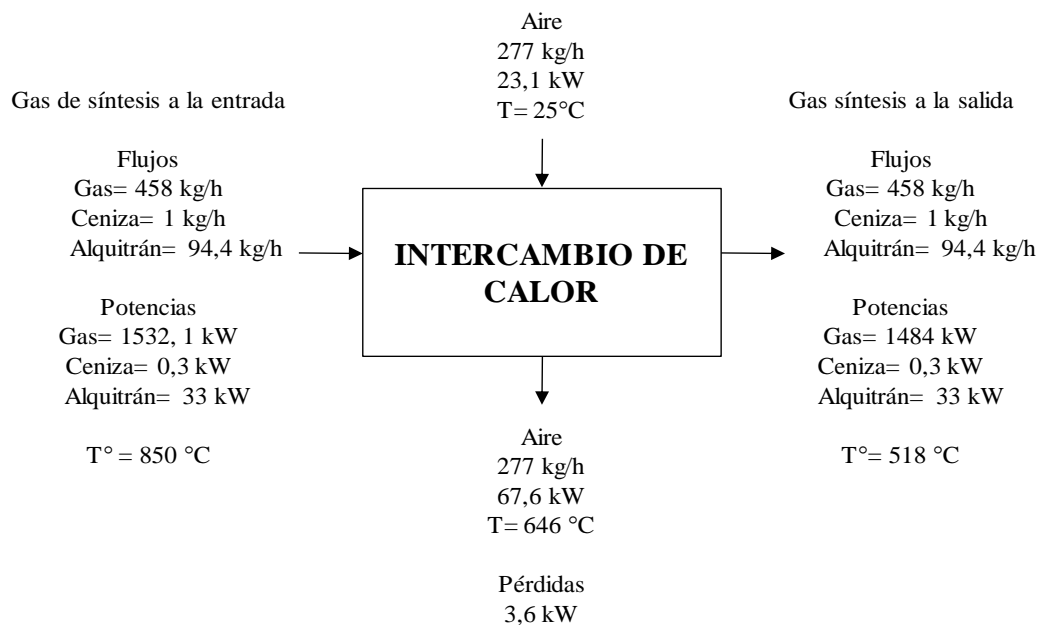 Aire
277 kg/h
23,1 kW
T= 25°C
Gas de síntesis a la entrada
Flujos
Gas= 458 kg/h
Ceniza= 1 kg/h
Alquitrán= 94,4 kg/h
Potencias
Gas= 1532, 1 kW
Ceniza= 0,3 kW
Alquitrán= 33 kW
T° = 850 °C
INTERCAMBIO DE
CALOR
Gas síntesis a la salida
Flujos
Gas= 458 kg/h
Ceniza= 1 kg/h
Alquitrán= 94,4 kg/h
Potencias
Gas= 1484 kW
Ceniza= 0,3 kW
Alquitrán= 33 kW
T°= 518 °C
Aire
277 kg/h
67,6 kW
T= 646 °C
Pérdidas
3,6 kW